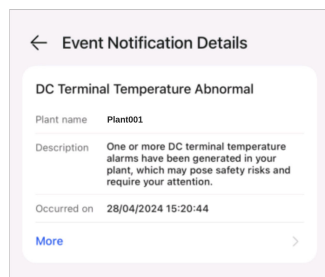 ← Event Notification Details
DC Terminal Temperature Abnormal
Plant name Plant001
Description One or more DC terminal temperature
alarms have been generated in your
plant, which may pose safety risks and
require your attention.
Occurred on 28/04/2024 15:20:44
More >